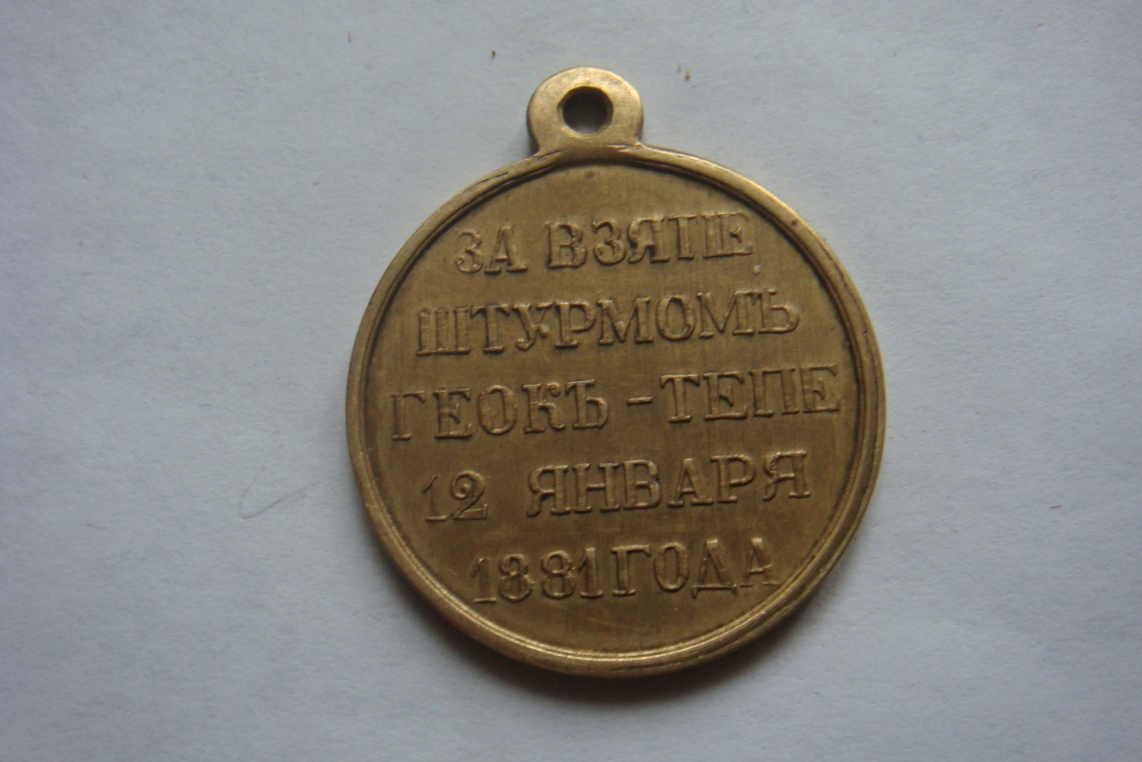 ЗА ВЗЯТІЕ
ШТУРМОМЪ
ГЕОКЪ-ТЕПЕ
12 ЯНВАРЯ
1881 ГОДА